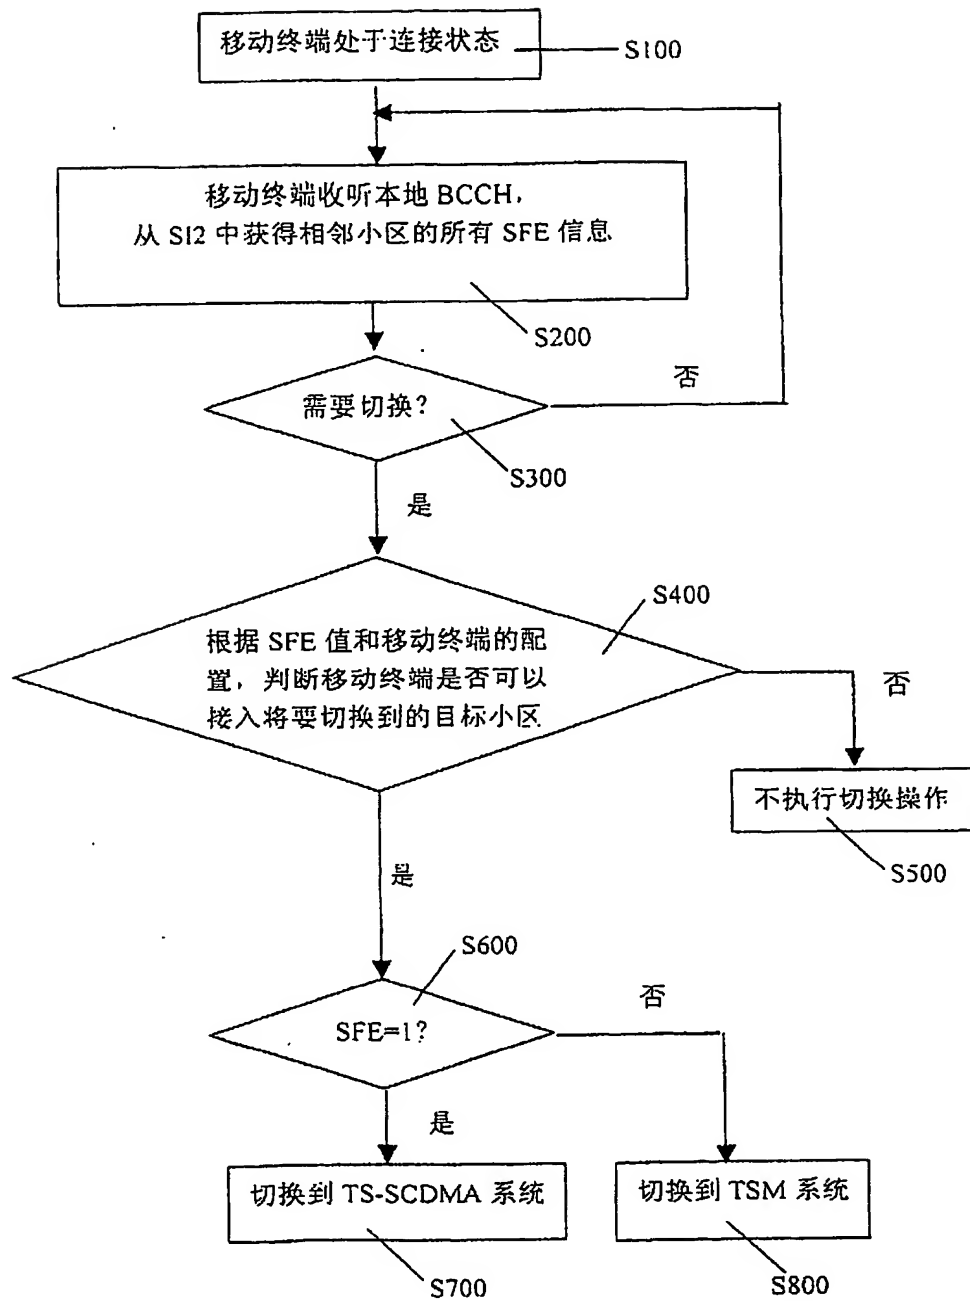 移动终端处于连接状态
S100
移动终端收听本地 BCCH,
从 SI2 中获得相邻小区的所有 SFE 信息
S200
否
需要切换?
S300
是
S400
根据 SFE 值和移动终端的配
置，判断移动终端是否可以
接入将要切换到的目标小区
否
不执行切换操作
S500
是
S600
否
SFE=1?
是
切换到 TS-SCDMA 系统
切换到 TSM 系统
S700
S800